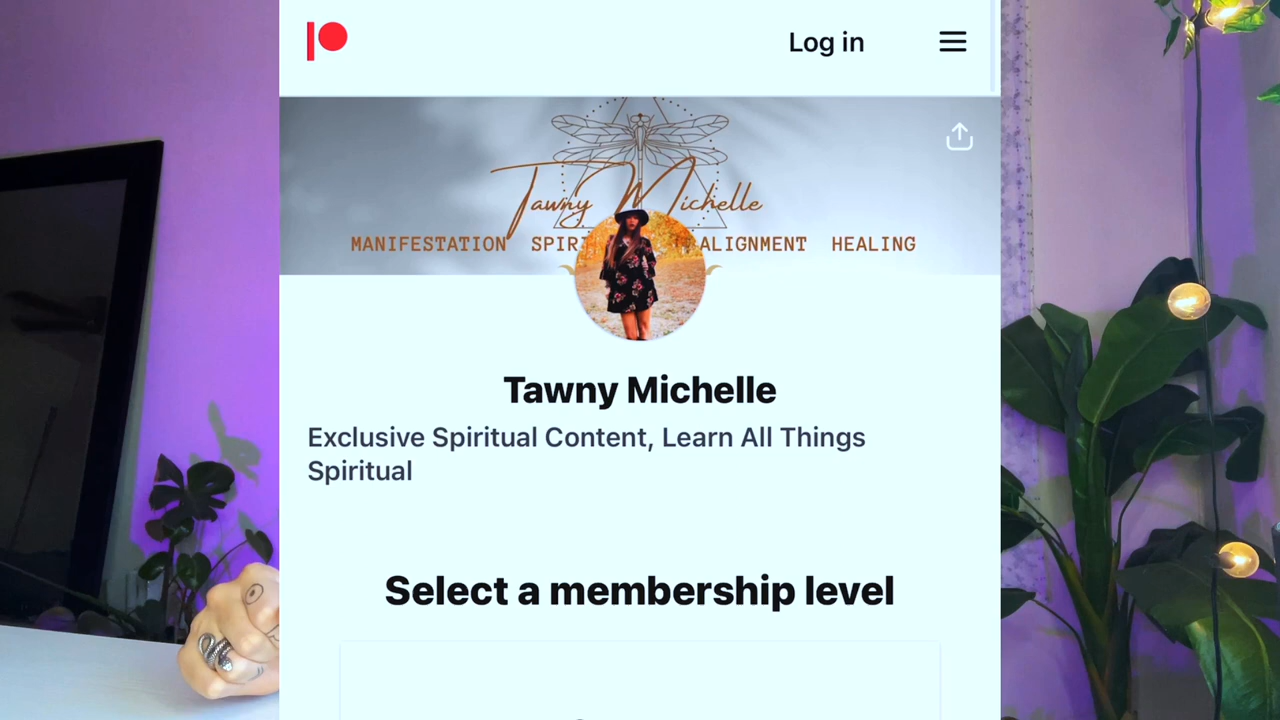 Log in
Tawny Michelle
MANIFESTATION ALIGNMENT HEALING
Tawny Michelle
Exclusive Spiritual Content, Learn All Things
Spiritual
Select a membership level